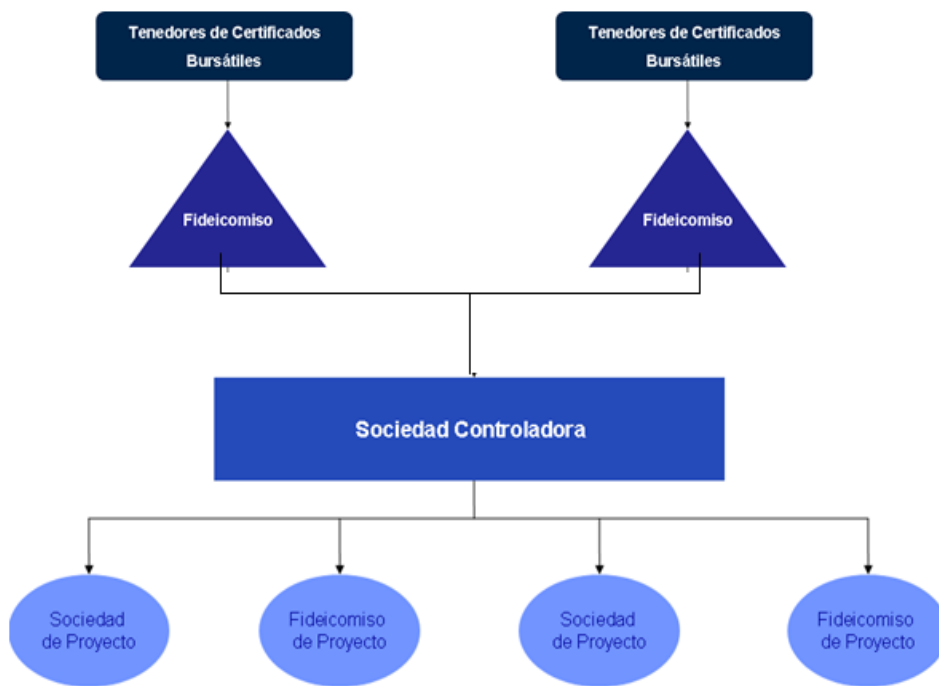 Tenedores de Certificados
Bursátiles
Tenedores de Certificados
Bursátiles
Fideicomiso
Fideicomiso
Sociedad Controladora
Sociedad
de Proyecto
Fideicomiso
de Proyecto
Sociedad
de Proyecto
Fideicomiso
de Proyecto